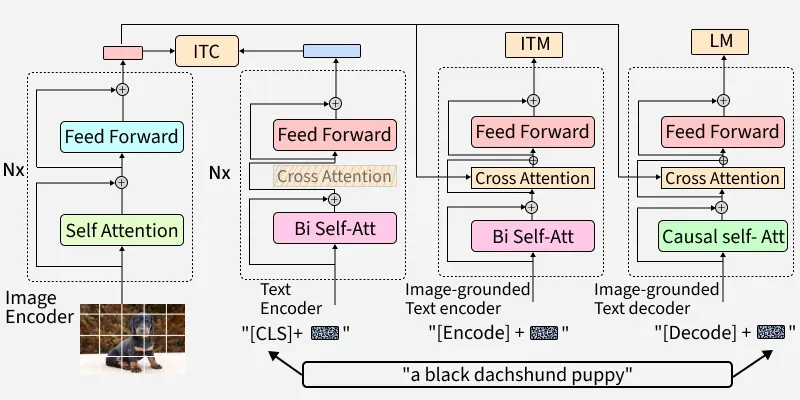 ITC
ITM
LM
Feed Forward
Feed Forward
Feed Forward
Feed Forward
Nx
Nx
Cross Attention
Cross Attention
Cross Attention
Self Attention
Bi Self-Att
Bi Self-Att
Causal self- Att
Image
Encoder
Text
Encoder
Image-grounded
Text encoder
Image-grounded
Text decoder
"[CLS]+ "
"[Encode] + "
"[Decode] + "
"a black dachshund puppy"